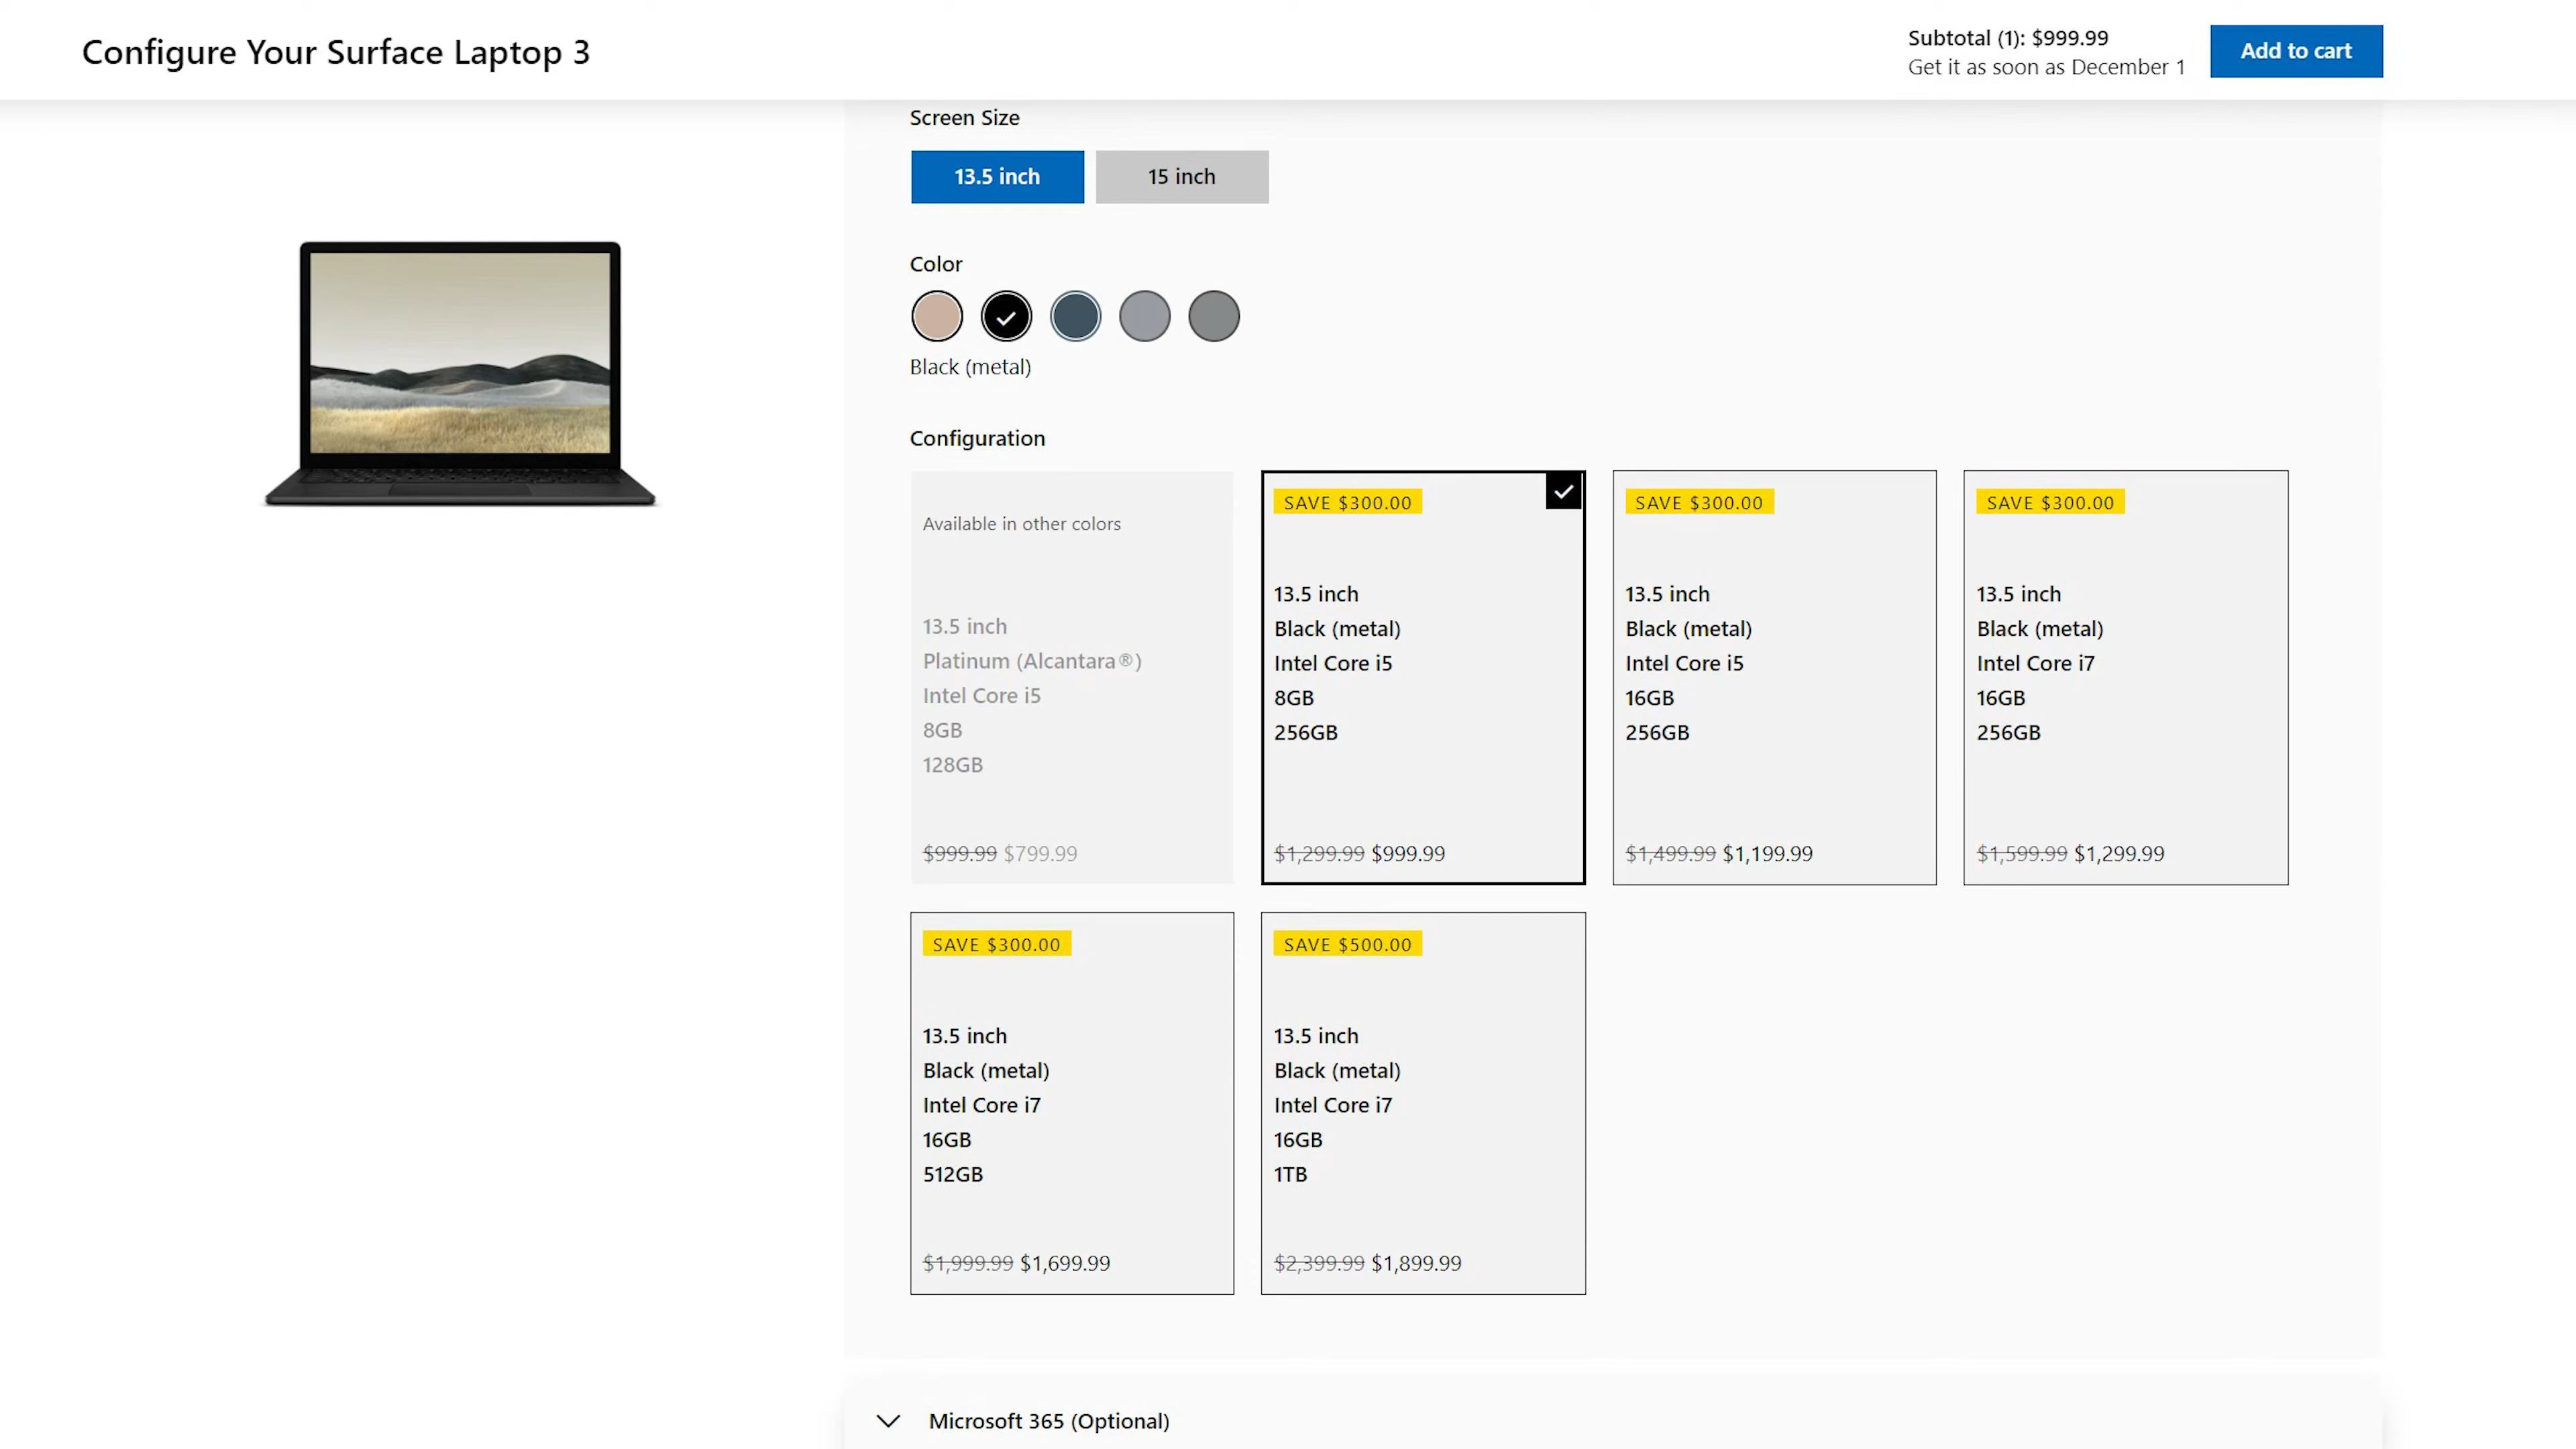 Configure Your Surface Laptop 3
Subtotal (1): $999.99
Get it as soon as December 1
Add to cart
Screen Size
13.5 inch
15 inch
Color
Black (metal)
Configuration
Available in other colors
13.5 inch
Platinum (Alcantara®)
Intel Core i5
8GB
128GB
$999.99 $799.99
SAVE $300.00
13.5 inch
Black (metal)
Intel Core i5
8GB
256GB
$1,299.99 $999.99
SAVE $300.00
13.5 inch
Black (metal)
Intel Core i5
16GB
256GB
$1,499.99 $1,199.99
SAVE $300.00
13.5 inch
Black (metal)
Intel Core i7
16GB
256GB
$1,599.99 $1,299.99
SAVE $300.00
13.5 inch
Black (metal)
Intel Core i7
16GB
512GB
$1,999.99 $1,699.99
SAVE $500.00
13.5 inch
Black (metal)
Intel Core i7
16GB
1TB
$2,399.99 $1,899.99
Microsoft 365 (Optional)